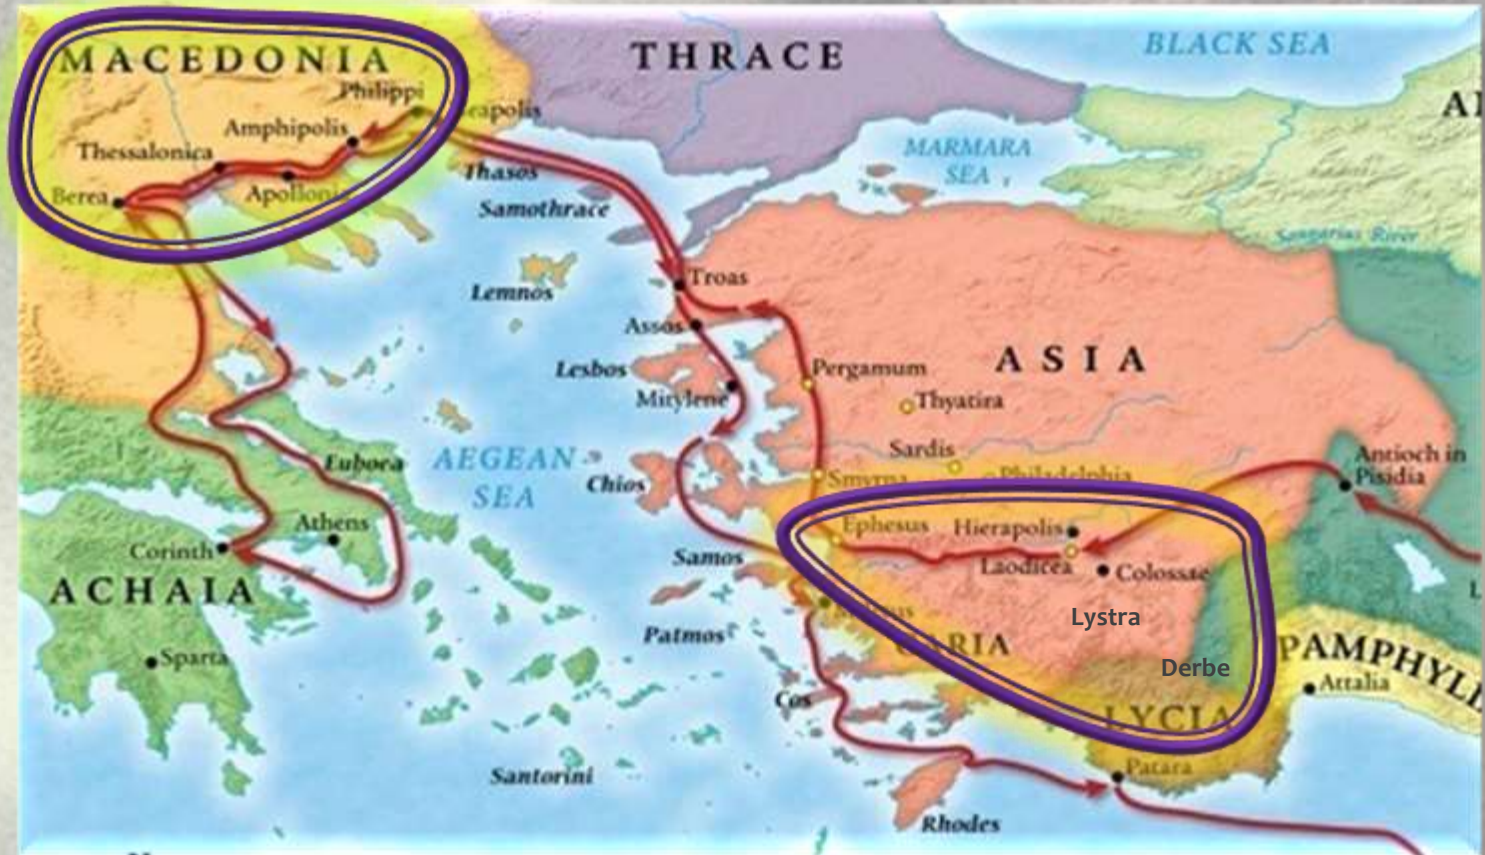 MACEDONIA
THRACE
BLACK SEA
Philippi
eapolis
Amphipolis
Thessalonica
Apollonia
Berea
Thasos
Samothrace
MARMARA
SEA
Sangarius River
Lemnos
Troas
Assos
Lesbos
Mitylene
Pergamum
ASIA
Thyatira
Sardis
Smyrna
Philadelphia
Antioch in
Pisidia
AEGEAN
SEA
Euboea
Chios
Athens
Corinth
ACHAIA
Sparta
Samos
Ephesus
Hierapolis
Laodicea
Colossae
Lystra
Derbe
Patmos
CARIA
LYCIA
PAMPHYLI
Attalia
Cos
Patara
Santorini
Rhodes